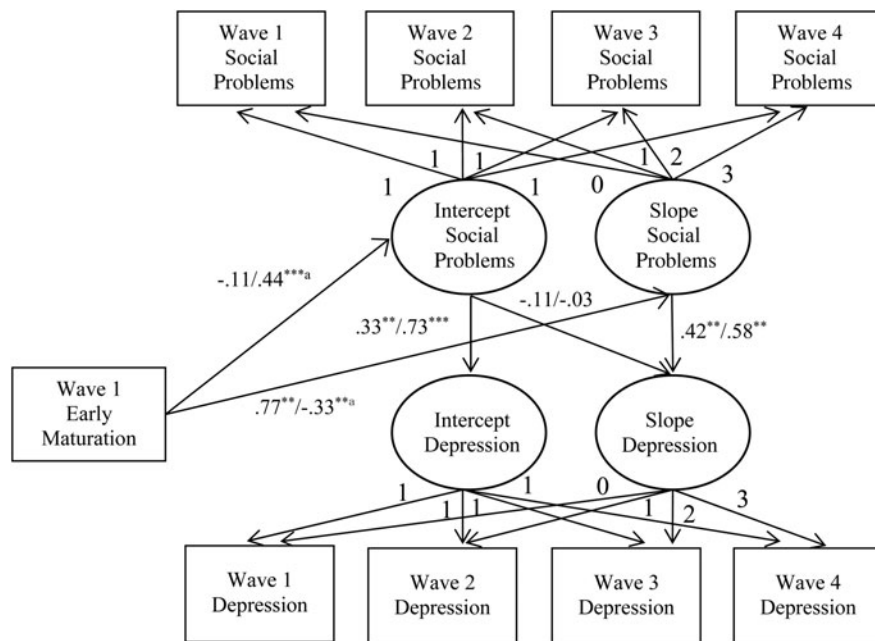 Wave 1
Social
Problems
Wave 2
Social
Problems
Wave 3
Social
Problems
Wave 4
Social
Problems
1
1
1
1
0
1
2
3
Intercept
Social
Problems
Slope
Social
Problems
-.11/.44***a
-.11/-.03
.33**/.73***
.42**/.58**
Wave 1
Early
Maturation
.77**/-.33**a
Intercept
Depression
Slope
Depression
1
1
1
1
0
1
2
3
Wave 1
Depression
Wave 2
Depression
Wave 3
Depression
Wave 4
Depression